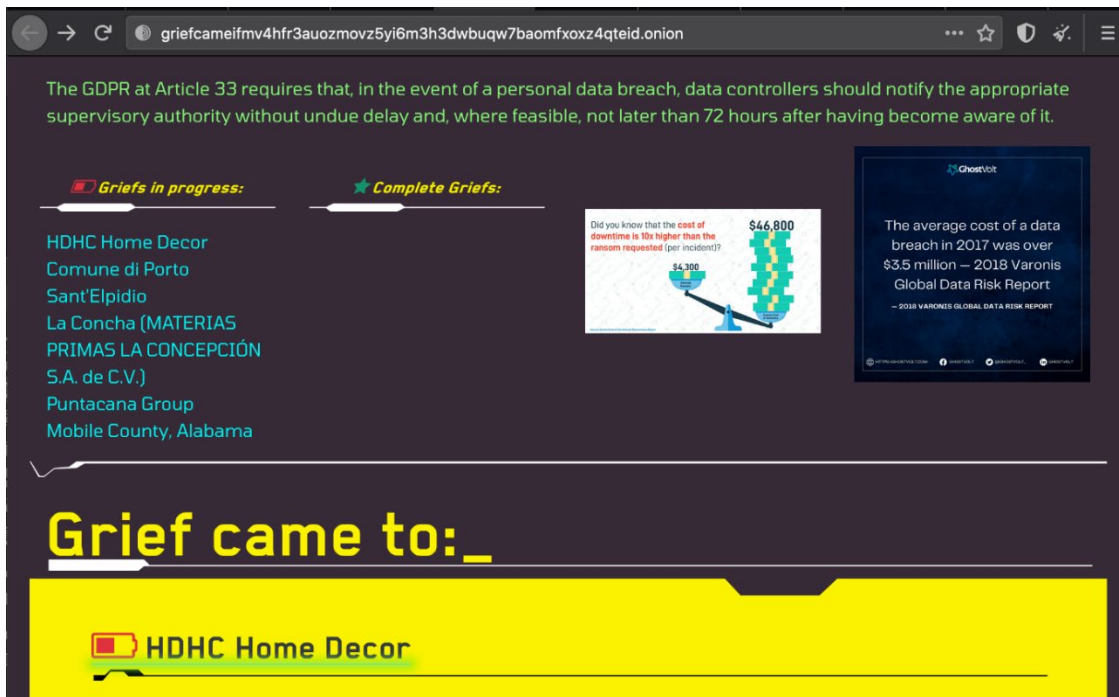 griefcameifmv4hfr3auozmovz5yi6m3h3dwbuqw7baomfxoxz4qteid.onion
The GDPR at Article 33 requires that, in the event of a personal data breach, data controllers should notify the appropriate
supervisory authority without undue delay and, where feasible, not later than 72 hours after having become aware of it.
Griefs in progress:
Complete Griefs:
HDHC Home Decor
Comune di Porto
Sant'Elpidio
La Concha (MATERIAS
PRIMAS LA CONCEPCIÓN
S.A. de C.V.)
Puntacana Group
Mobile County, Alabama
Did you know that the cost of
downtime is 10x higher than the
ransom requested (per incident)?
$46,800
$4,300
GhostVolt
The average cost of a data
breach in 2017 was over
$3.5 million – 2018 Varonis
Global Data Risk Report
– 2018 VARONIS GLOBAL DATA RISK REPORT
Grief came to:_
HDHC Home Decor